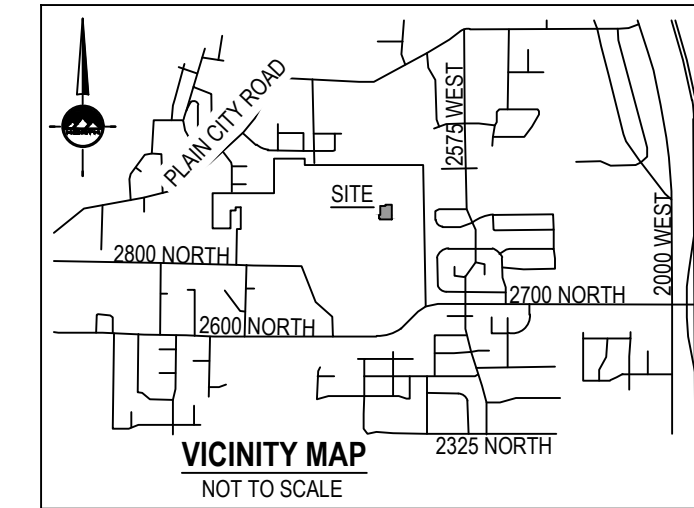 PLAIN CITY ROAD
2575 WEST
SITE
2000 WEST
2800 NORTH
2700 NORTH
2600 NORTH
2325 NORTH
VICINITY MAP
NOT TO SCALE